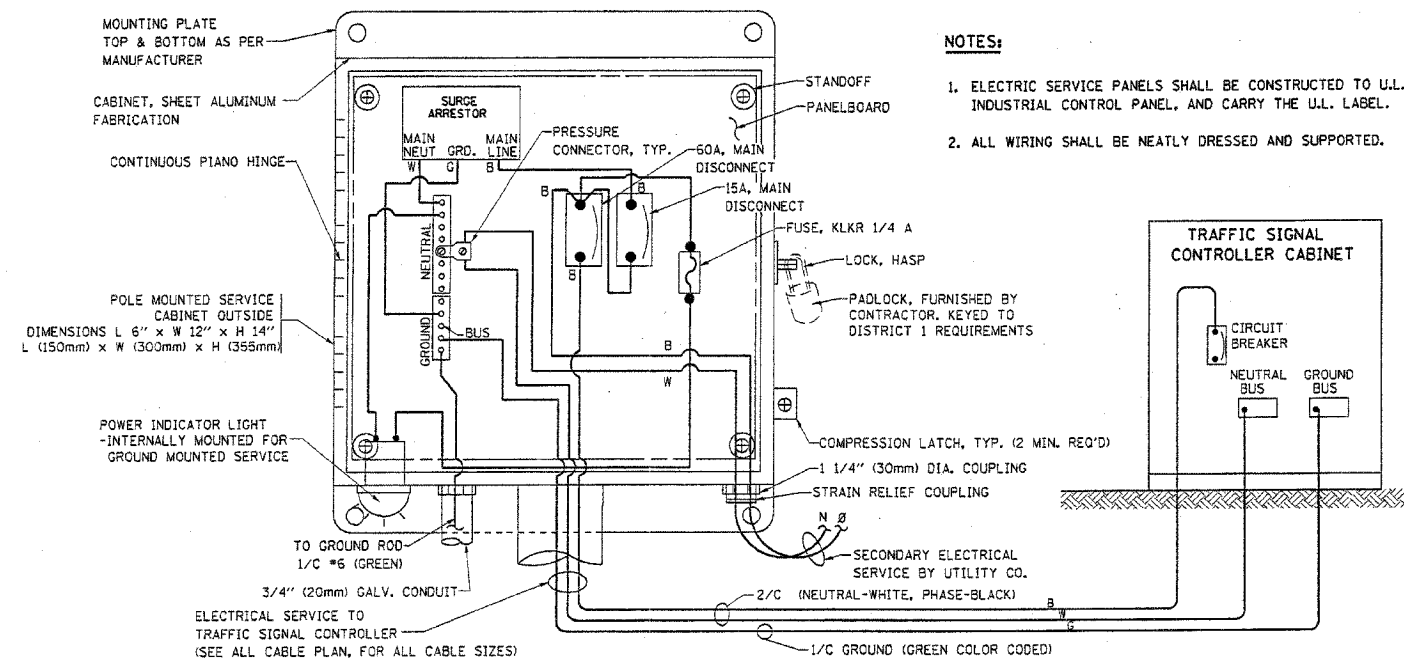 MOUNTING PLATE
TOP & BOTTOM AS PER
MANUFACTURER
CABINET, SHEET ALUMINUM
FABRICATION
CONTINUOUS PIANO HINGE
POLE MOUNTED SERVICE
CABINET OUTSIDE
DIMENSIONS L 6" x W 12" x H 14"
L (150mm) x W (300mm) x H (355mm)
POWER INDICATOR LIGHT
-INTERNALLY MOUNTED FOR
GROUND MOUNTED SERVICE
SURGE
ARRESTOR
MAIN
NEUT
GRD.
MAIN
LINE
W
G
B
NEUTRAL
GROUND
BUS
PRESSURE
CONNECTOR, TYP.
STANDOFF
PANELBOARD
60A, MAIN
DISCONNECT
15A, MAIN
DISCONNECT
FUSE, KLKR 1/4 A
B
B
B
B
W
LOCK, HASP
PADLOCK, FURNISHED BY
CONTRACTOR. KEYED TO
DISTRICT 1 REQUIREMENTS
COMPRESSION LATCH, TYP. (2 MIN. REQ'D)
1 1/4" (30mm) DIA. COUPLING
STRAIN RELIEF COUPLING
N Ø
SECONDARY ELECTRICAL
SERVICE BY UTILITY CO.
TO GROUND ROD
1/C #6 (GREEN)
3/4" (20mm) GALV. CONDUIT
ELECTRICAL SERVICE TO
TRAFFIC SIGNAL CONTROLLER
(SEE ALL CABLE PLAN, FOR ALL CABLE SIZES)
2/C (NEUTRAL-WHITE, PHASE-BLACK)
1/C GROUND (GREEN COLOR CODED)
B
W
G
NOTES:
1. ELECTRIC SERVICE PANELS SHALL BE CONSTRUCTED TO U.L.
INDUSTRIAL CONTROL PANEL, AND CARRY THE U.L. LABEL.
2. ALL WIRING SHALL BE NEATLY DRESSED AND SUPPORTED.
TRAFFIC SIGNAL
CONTROLLER CABINET
CIRCUIT
BREAKER
NEUTRAL
BUS
GROUND
BUS